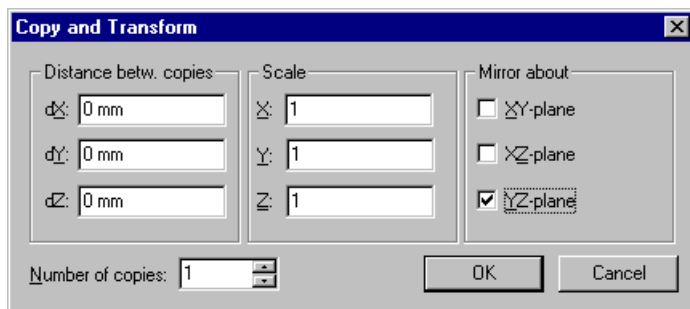 Copy and Transform
Distance betw. copies
dX: 0 mm
dY: 0 mm
dZ: 0 mm
Scale
X: 1
Y: 1
Z: 1
Mirror about
XY-plane
XZ-plane
YZ-plane
Number of copies: 1
OK
Cancel